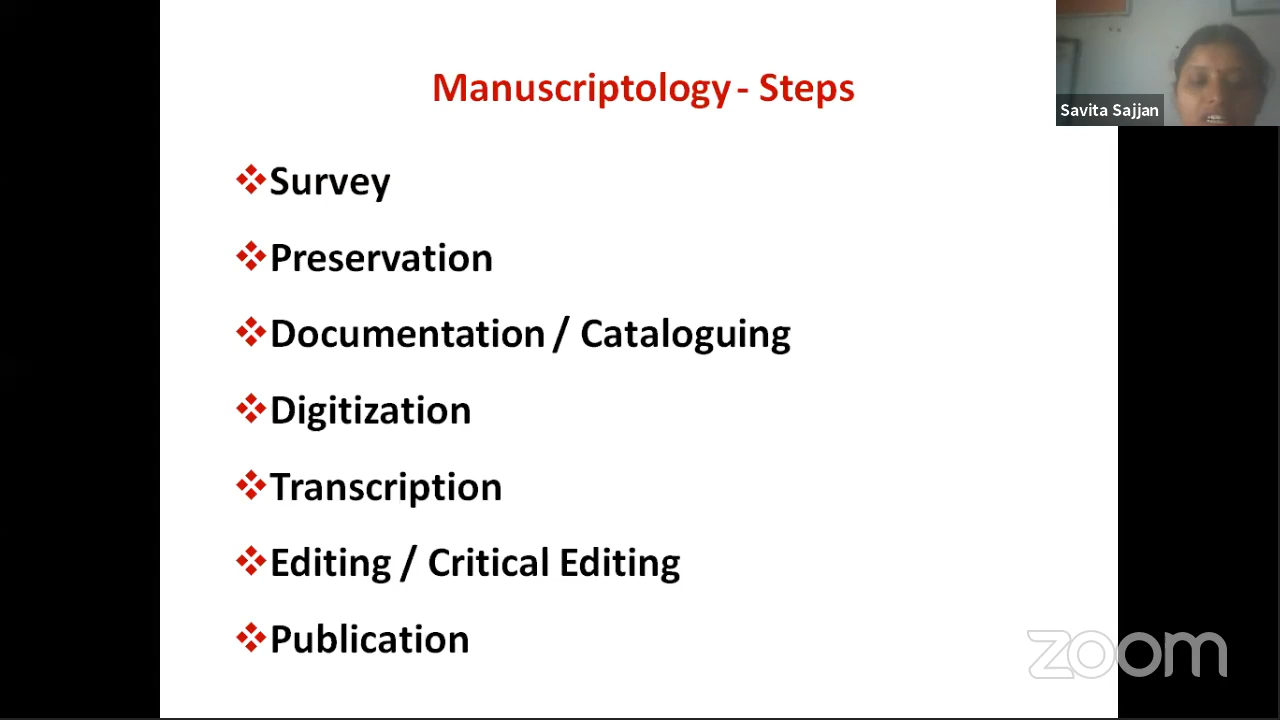 Manuscriptology - Steps
Savita Sajjan
❖Survey
❖Preservation
❖Documentation / Cataloguing
❖Digitization
❖Transcription
❖Editing / Critical Editing
❖Publication
zoom